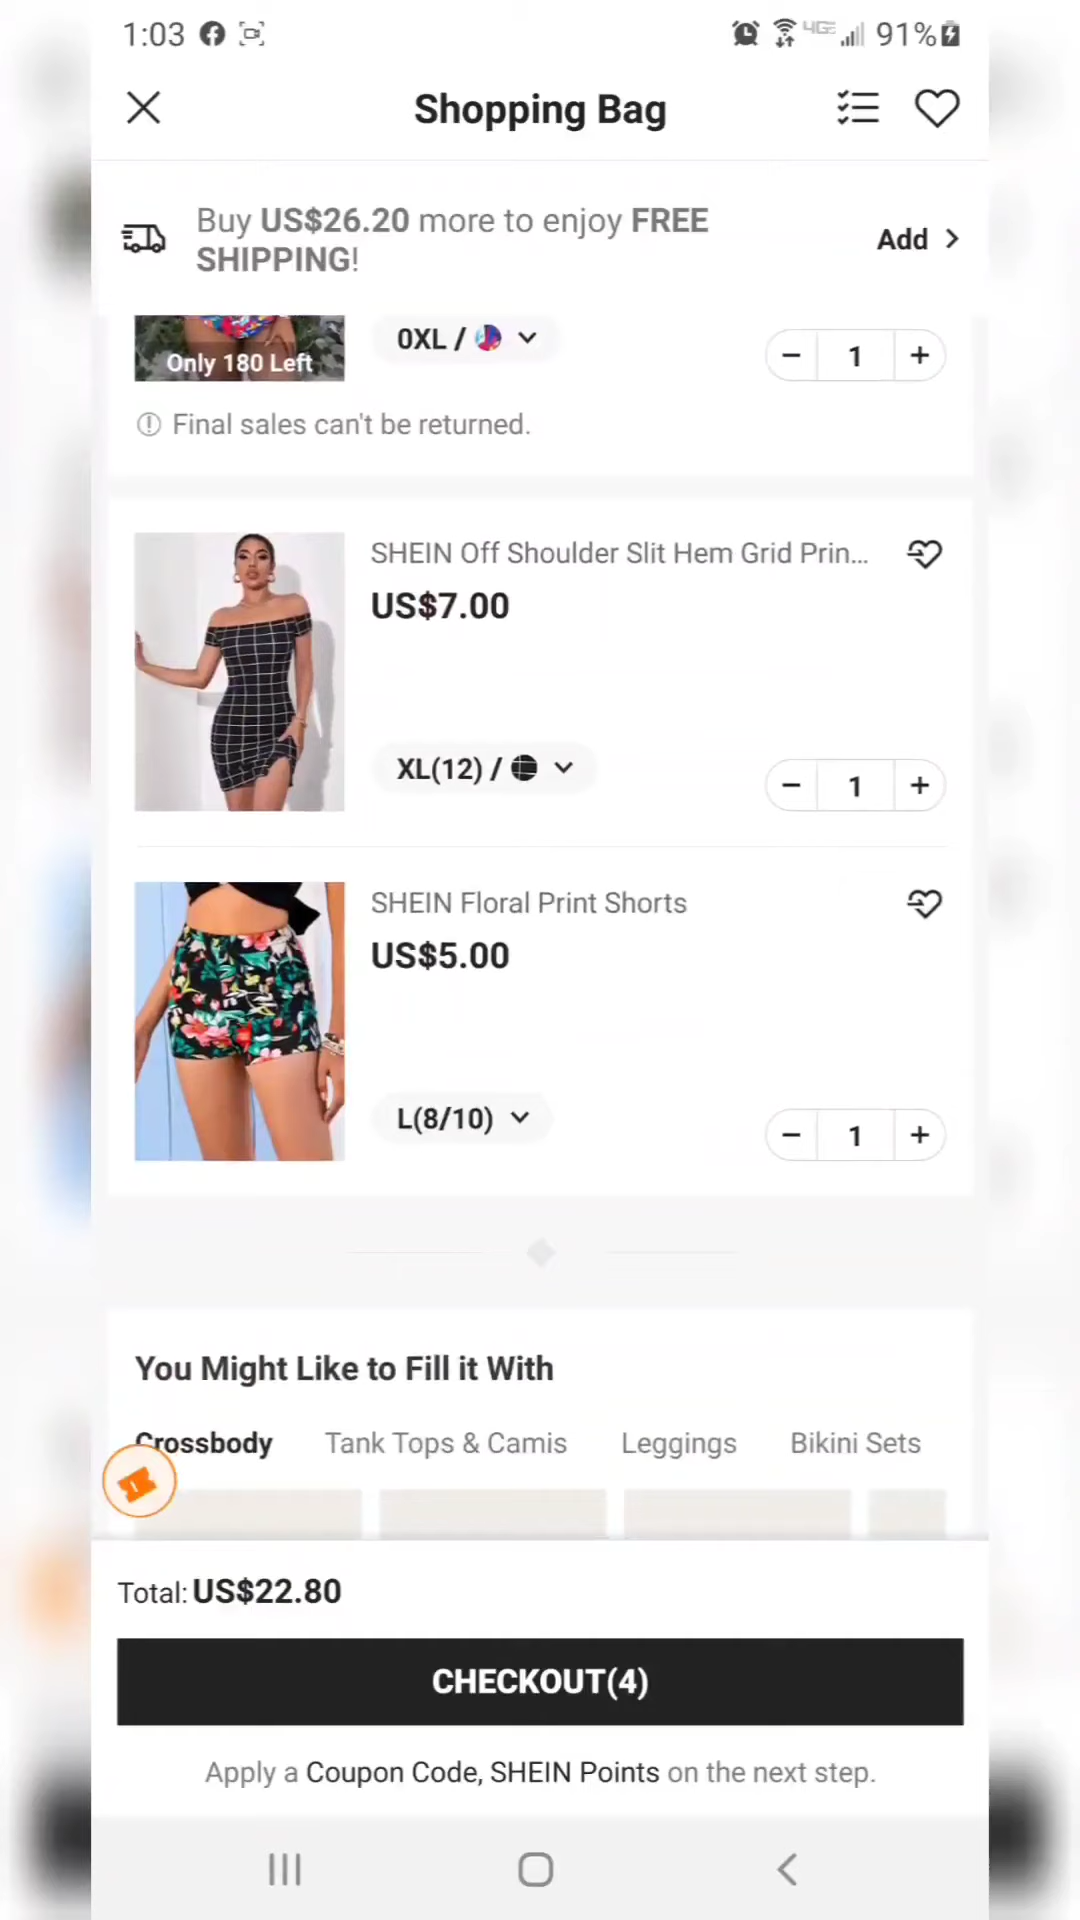 1:03
4GE 91%
Shopping Bag
Buy US$26.20 more to enjoy FREE
SHIPPING!
Add
Only 180 Left
0XL /
1
Final sales can't be returned.
SHEIN Off Shoulder Slit Hem Grid Prin...
US$7.00
XL(12) /
1
SHEIN Floral Print Shorts
US$5.00
L(8/10)
1
You Might Like to Fill it With
Crossbody Tank Tops & Camis Leggings Bikini Sets
Total: US$22.80
CHECKOUT(4)
Apply a Coupon Code, SHEIN Points on the next step.